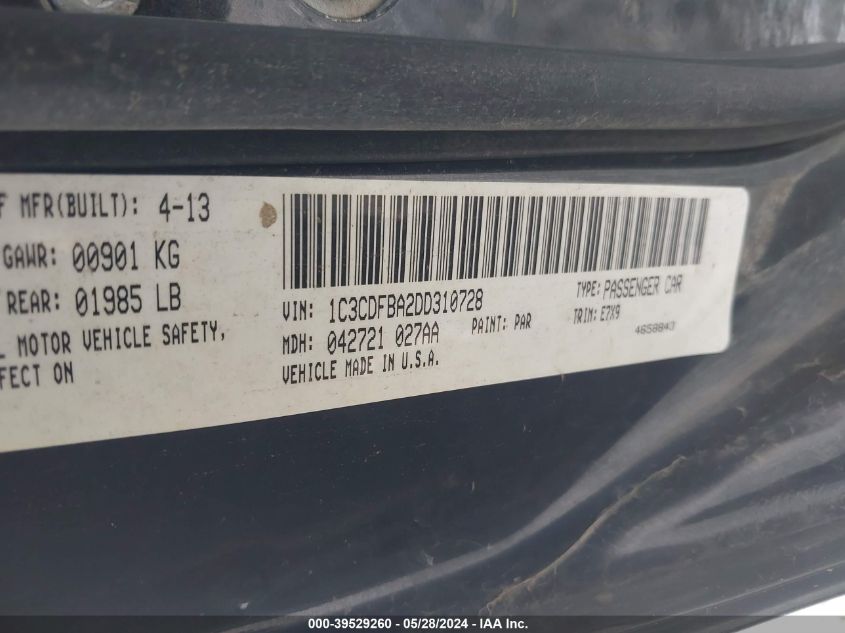 F MFR(BUILT): 4-13
GAWR: 00901 KG
REAR: 01985 LB
L MOTOR VEHICLE SAFETY,
FECT ON
VIN: 1C3CDFBA2DD310728
TYPE: PASSENGER CAR
MDH: 042721 027AA
PAINT: PAR
TRIM: E7X9
VEHICLE MADE IN U.S.A.
4658843
000-39529260 - 05/28/2024 - IAA Inc.